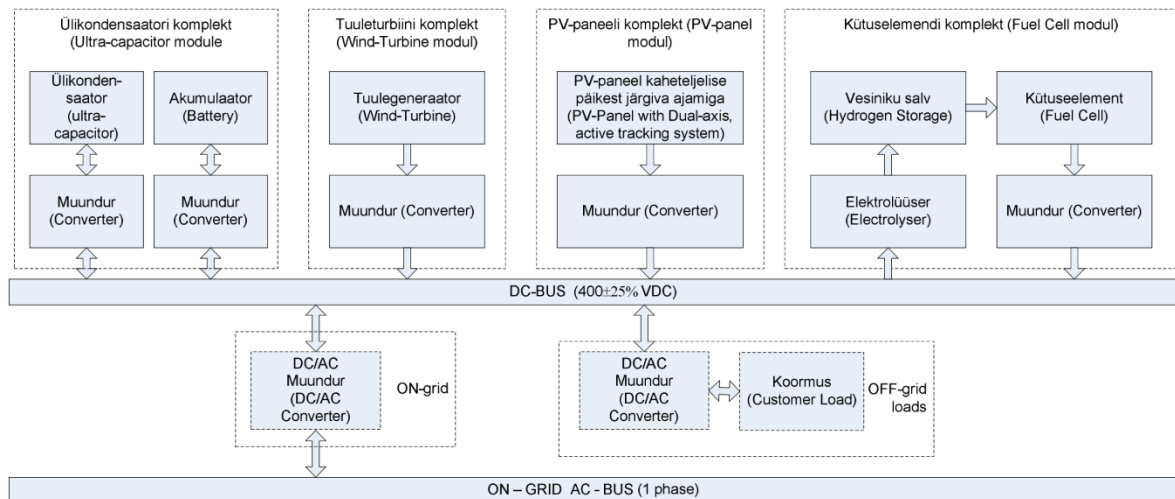 Ülikondensaatori komplekt
(Ultra-capacitor module
Tuuleturbiini komplekt
(Wind-Turbine modul)
PV-paneeli komplekt (PV-panel
modul)
Kütuselemendi komplekt (Fuel Cell modul)
Ülikonden-
saator
(ultra-
capacitor)
Akumulaator
(Battery)
Tuulegeneraator
(Wind-Turbine)
PV-paneel kaheteljelise
päikest järgiva ajamiga
(PV-Panel with Dual-axis,
active tracking system)
Vesiniku salv
(Hydrogen Storage)
Kütuseelement
(Fuel Cell)
Muundur
(Converter)
Muundur
(Converter)
Muundur (Converter)
Muundur (Converter)
Elektrolüüser
(Electrolyser)
Muundur (Converter)
DC-BUS (400±25% VDC)
DC/AC
Muundur
(DC/AC
Converter)
ON-grid
DC/AC
Muundur
(DC/AC
Converter)
Koormus
(Customer Load)
OFF-grid
loads
ON – GRID AC - BUS (1 phase)